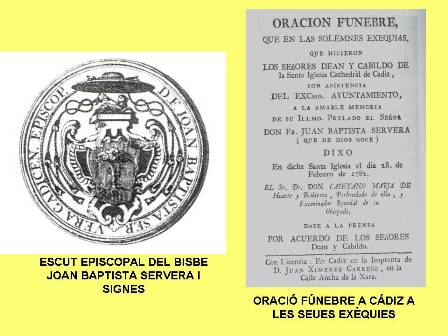 EPISCOP. DE JOAN BAPTISTA SERVERA GADICEN
ESCUT EPISCOPAL DEL BISBE
JOAN BAPTISTA SERVERA I
SIGNES
ORACION FUNEBRE,
QUE EN LAS SOLEMNES EXEQUIAS,
QUE HICIERON
LOS SEÑORES DEAN Y CABILDO DE
la Santa Iglesia Cathedral de Cadiz,
CON ASISTENCIA
DEL EXCMO. AYUNTAMIENTO,
A LA AMABLE MEMORIA
DE SU ILLMO. PRELADO EL SEÑOR
DON FR. JUAN BAPTISTA SERVERA
( QUE DE DIOS GOCE )
DIXO
En dicha Santa Iglesia el dia 28. de
Febrero de 1782.
EL Sr. Dr. DON CAYETANO MARIA DE
Huarte y Prebendado de ella, y
Examinador Synodal de su
Obispado.
DASE A LA PRENSA
POR ACUERDO DE LOS SEÑORES
Dean y Cabildo.
Con Licencia: En Cadiz en la Imprenta de
D. JUAN XIMENEZ CARREÑO, en la
Calle Ancha de la Xara.
ORACIÓ FÚNEBRE A CÁDIZ A
LES SEUES EXÈQUIES